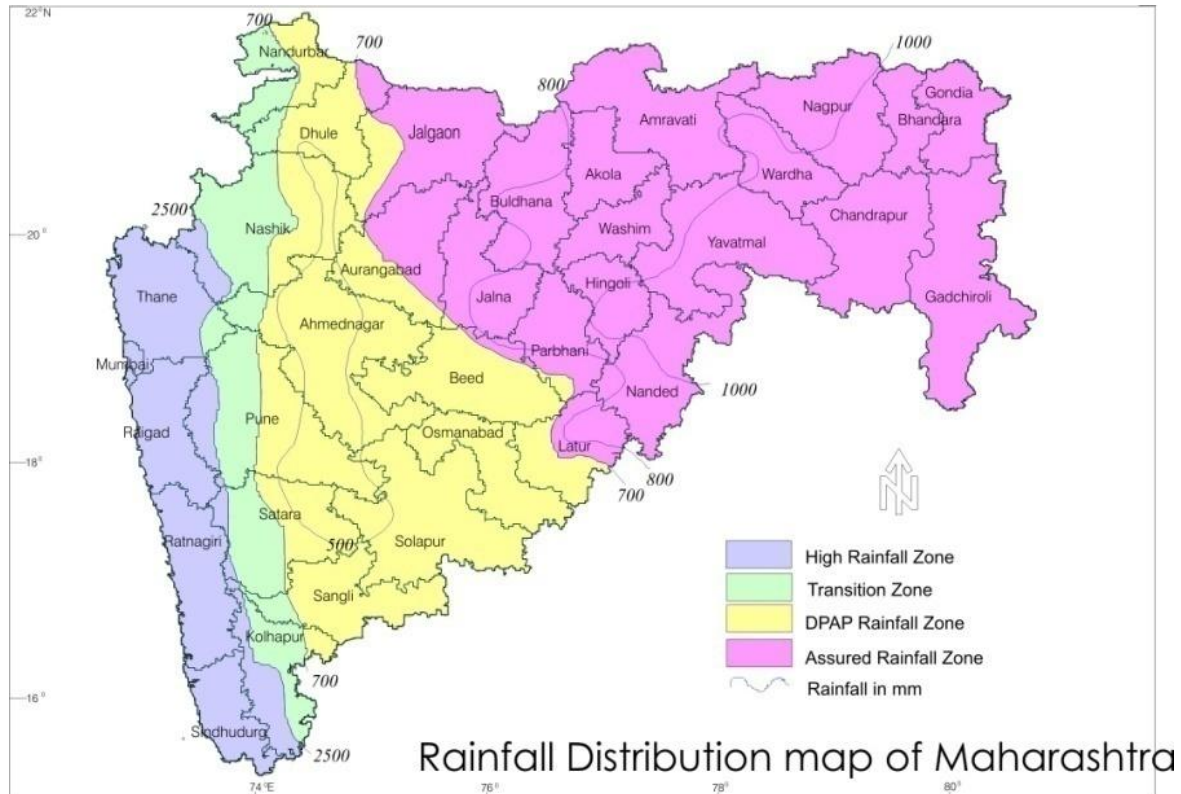 22°N
700
700
1000
Nandurbar
800
Nagpur
Gondia
Amravati
Bhandara
Dhule
Jalgaon
Akola
Wardha
Buldhana
2500
Chandrapur
Nashik
Washim
20°
Yavatmal
Aurangabad
Hingoli
Thane
Jalna
Gadchiroli
Ahmednagar
Parbhani
Mumbai
Beed
Nanded
1000
Pune
Raigad
Osmanabad
Latur
18°
800
700
Satara
Ratnagiri
Solapur
500
High Rainfall Zone
Transition Zone
Sangli
DPAP Rainfall Zone
Kolhapur
Assured Rainfall Zone
700
Rainfall in mm
16°
Sindhudurg
2500
Rainfall Distribution map of Maharashtra
74°E
76°
78°
80°